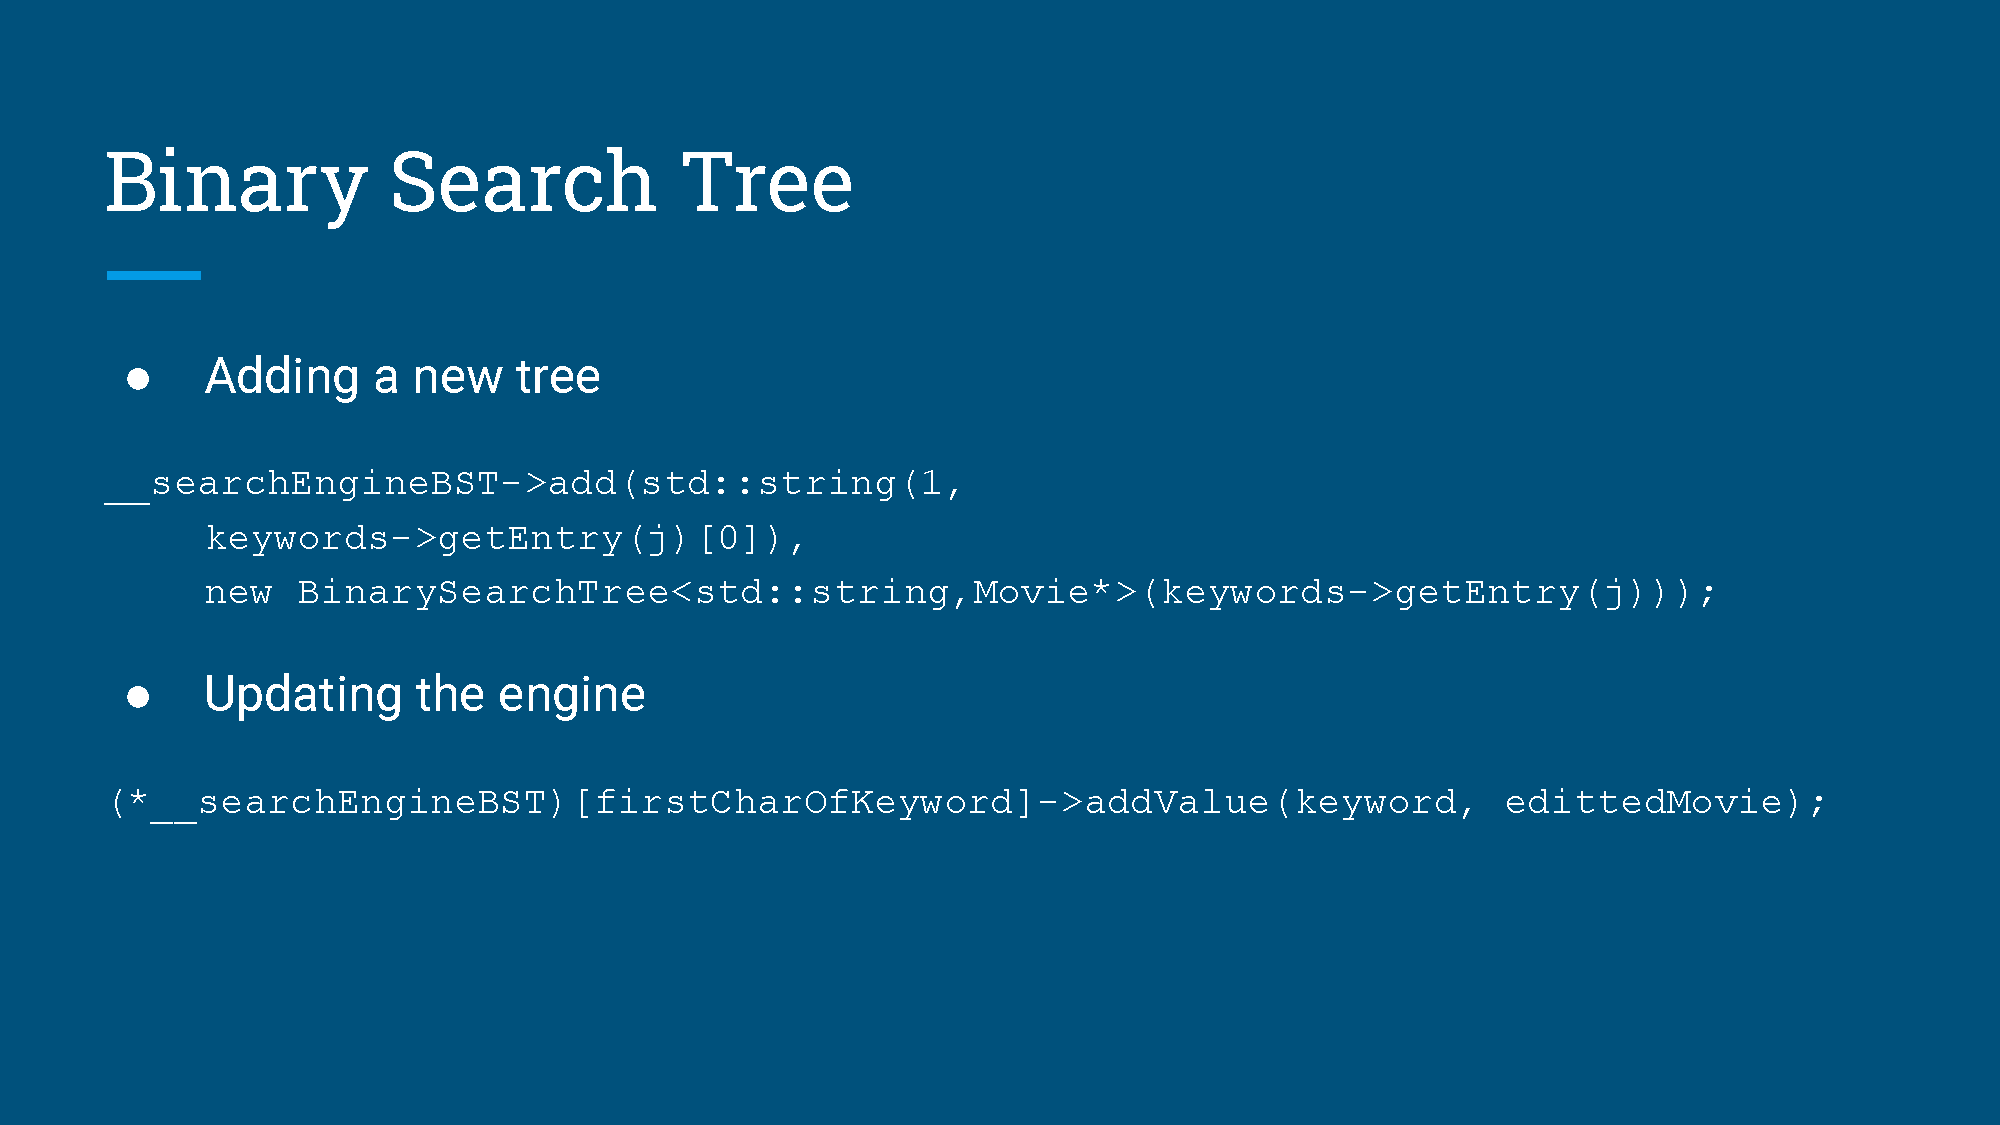 Binary Search Tree
● Adding a new tree
__searchEngineBST->add(std::string(1,
keywords->getEntry(j)[0]),
new BinarySearchTree<std::string,Movie*>(keywords->getEntry(j)));
● Updating the engine
(*__searchEngineBST)[firstCharOfKeyword]->addValue(keyword, edittedMovie);